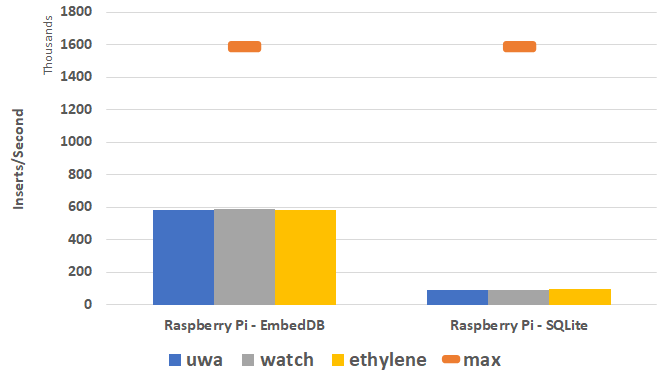 Thousands
Inserts/Second
1800
1600
1400
1200
1000
800
600
400
200
0
Raspberry Pi - EmbedDB
Raspberry Pi - SQLite
uwa watch ethylene max